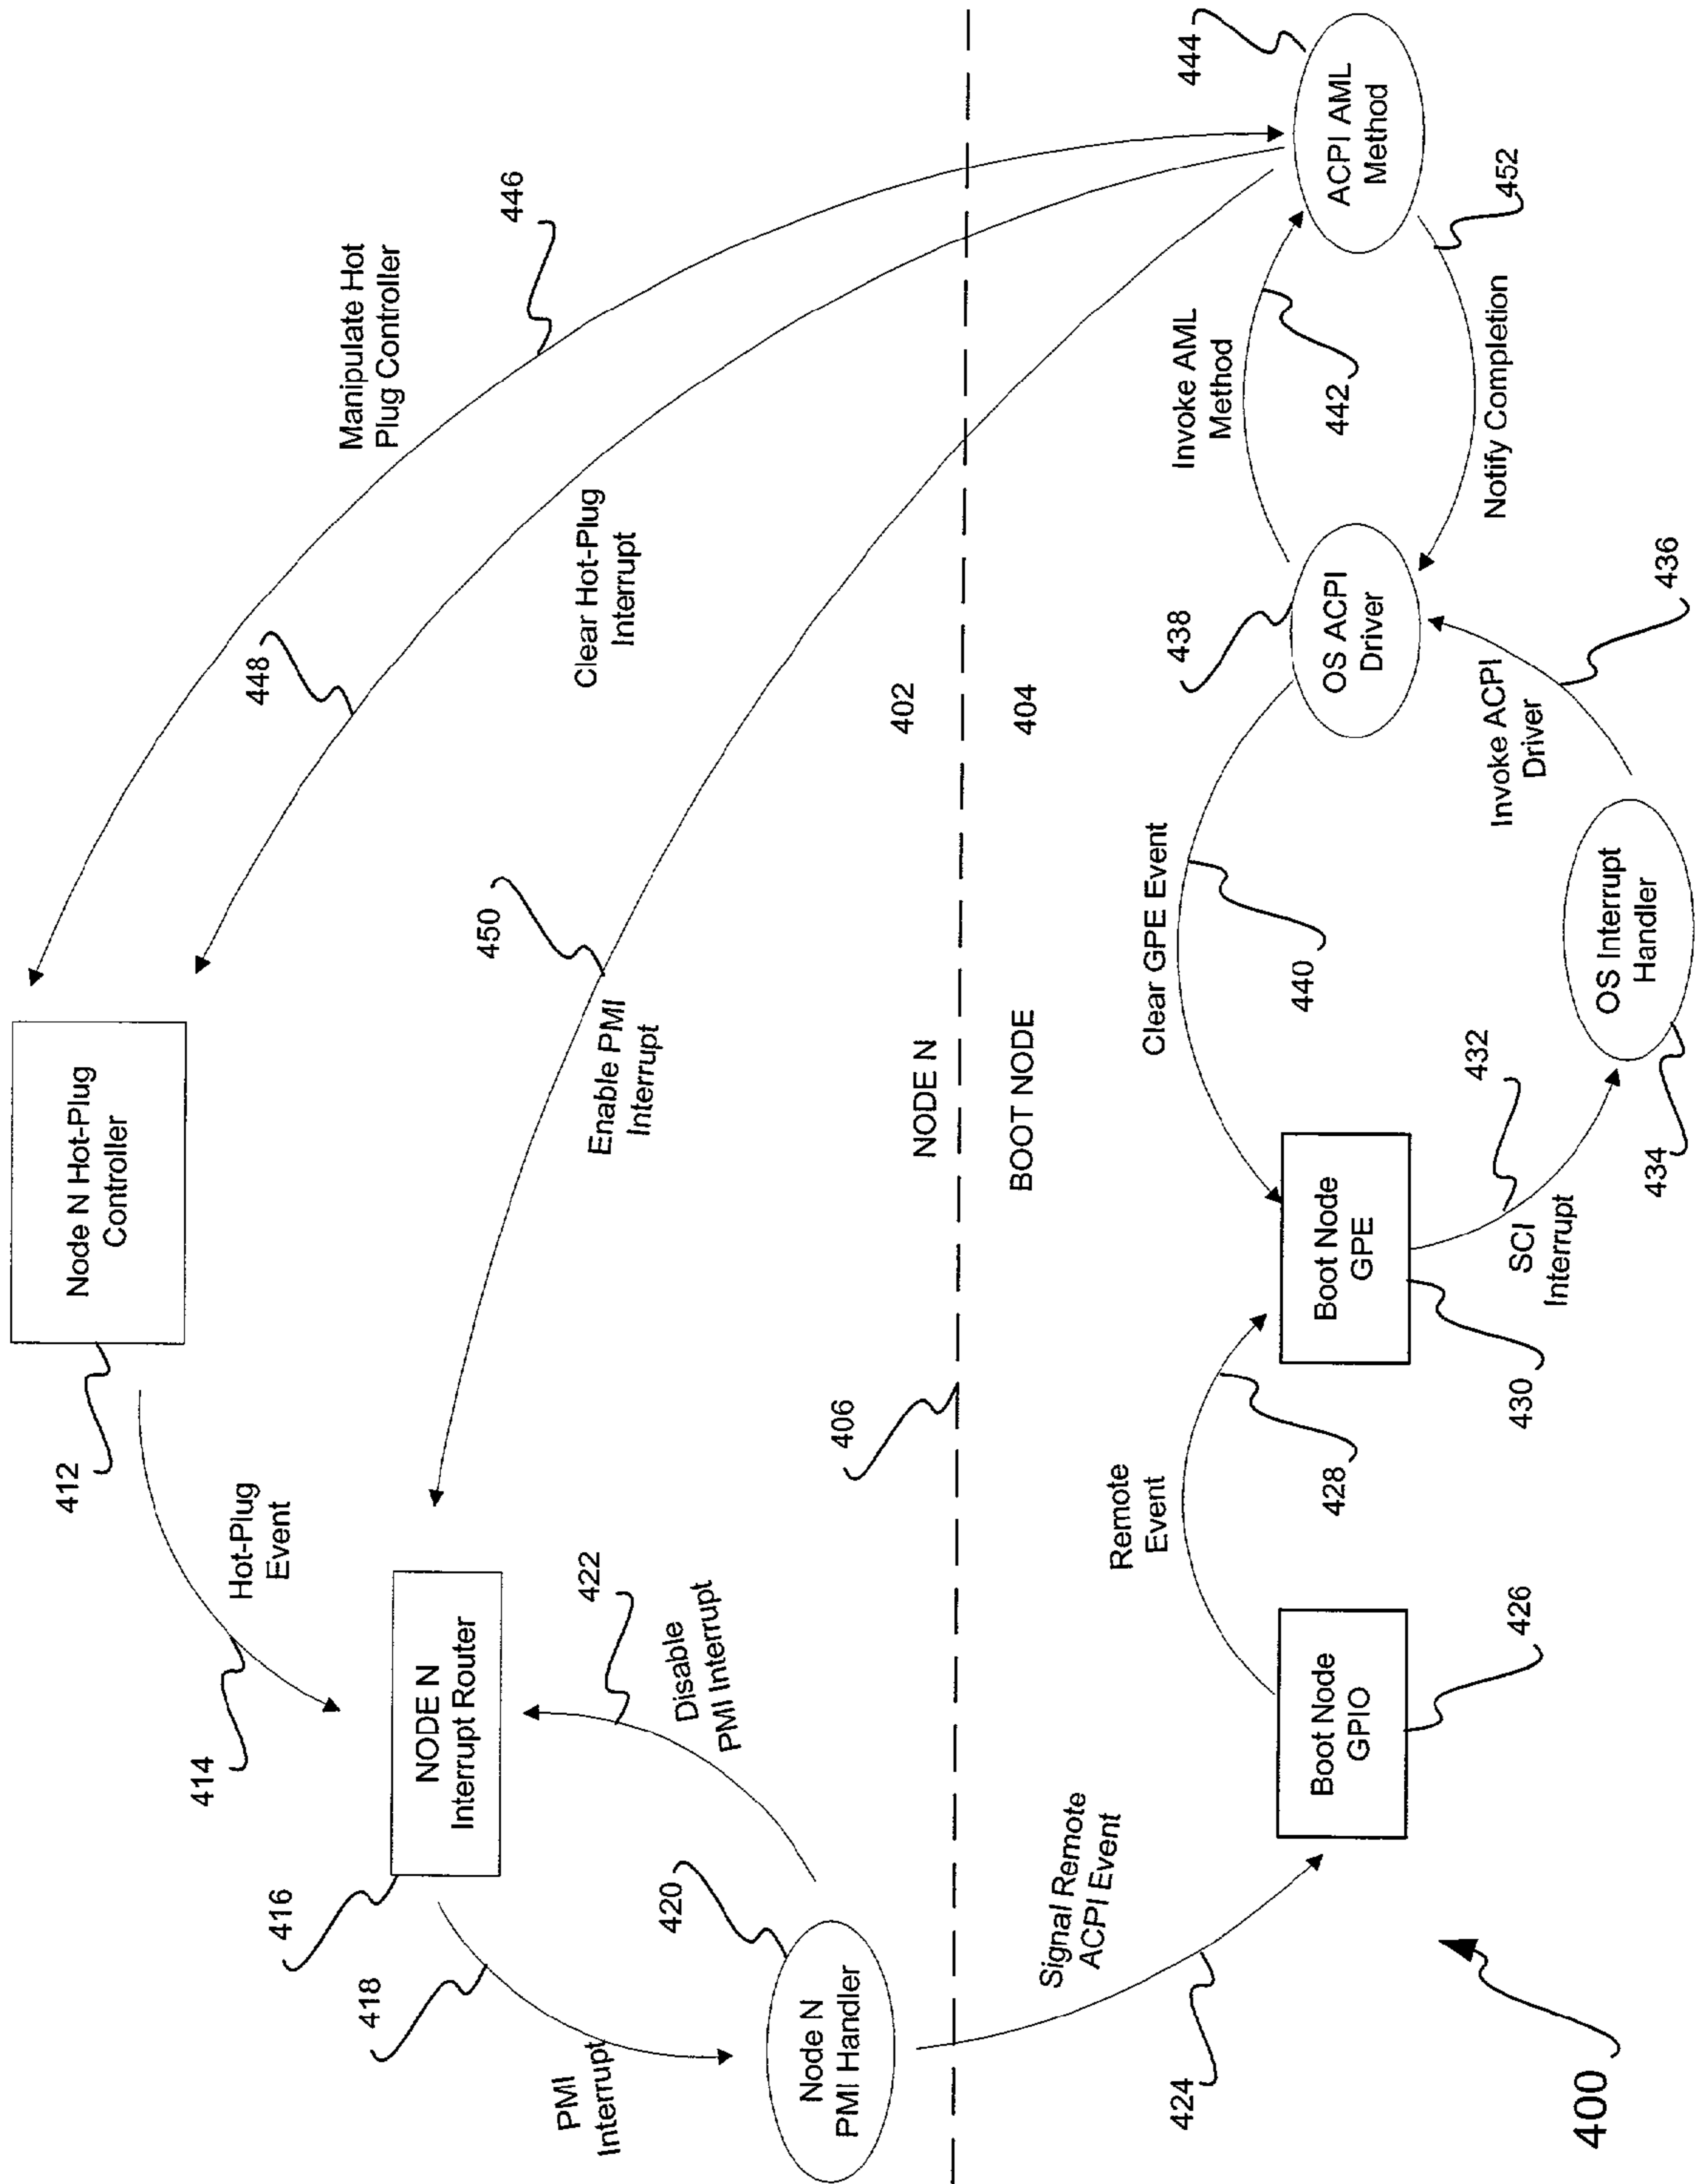 Node N Hot-Plug
Controller
412
Hot-Plug
Event
414
NODE N
Interrupt Router
416
PMI
Interrupt
418
Node N
PMI Handler
420
Disable
PMI Interrupt
422
Manipulate Hot
Plug Controller
446
Clear Hot-Plug
Interrupt
448
Enable PMI
Interrupt
450
402
NODE N
406
BOOT NODE
404
Signal Remote
ACPI Event
424
Boot Node
GPIO
426
Remote
Event
428
Boot Node
GPE
430
SCI
Interrupt
432
OS Interrupt
Handler
434
Invoke ACPI
Driver
436
OS ACPI
Driver
438
Clear GPE Event
440
Invoke AML
Method
442
ACPI AML
Method
444
Notify Completion
452
400